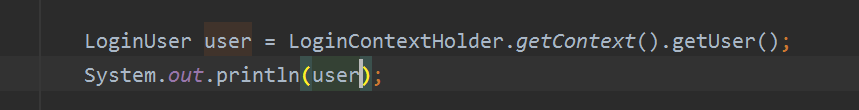 LoginUser user = LoginContextHolder.getContext().getUser();
System.out.println(user);